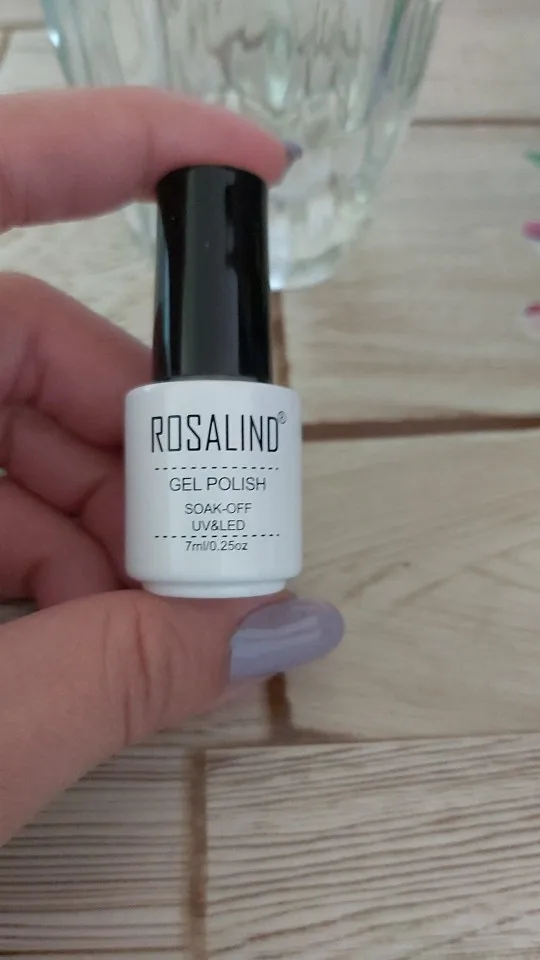 ROSALIND®
GEL POLISH
SOAK-OFF
UV&LED
7ml/0.25oz